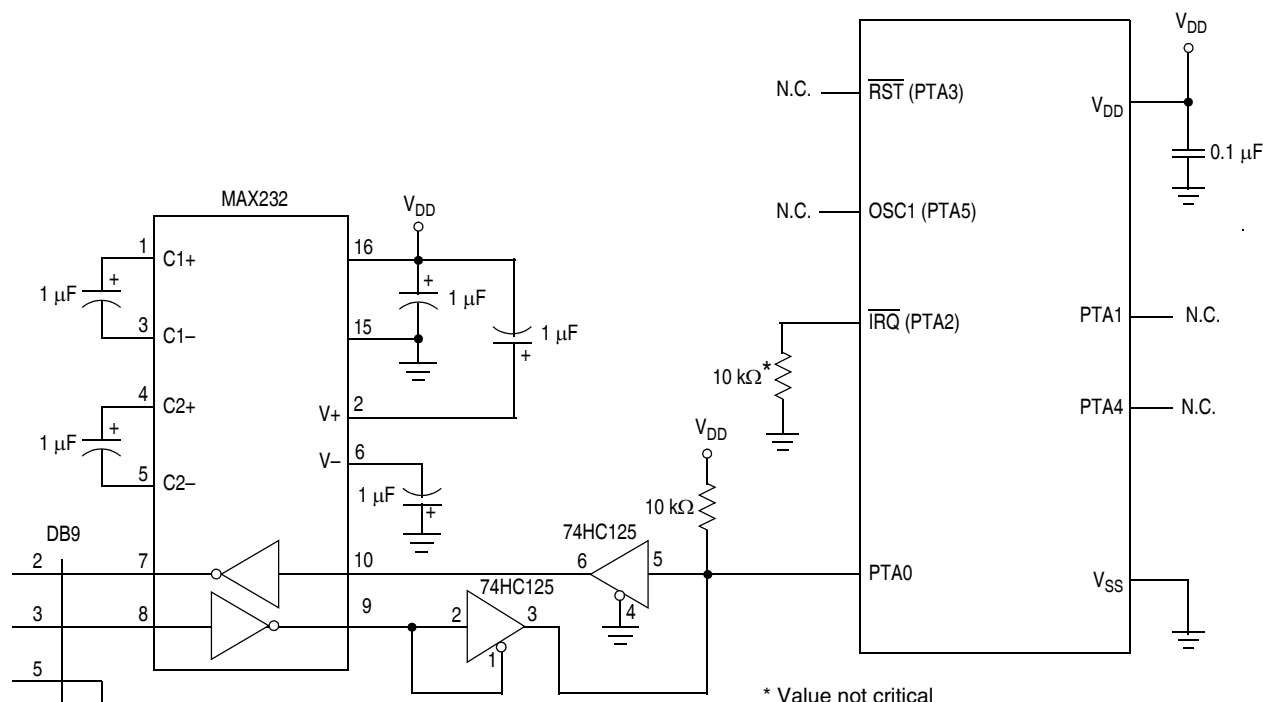 V_DD
N.C.
RST (PTA3)
V_DD
0.1 μF
MAX232
V_DD
N.C.
OSC1 (PTA5)
1
C1+
16
+
1 μF
+
1 μF
1 μF
+
3
C1–
15
IRQ (PTA2)
PTA1
N.C.
10 kΩ*
4
C2+
V+
2
PTA4
N.C.
+
1 μF
V_DD
V–
6
5
C2–
1 μF
+
10 kΩ
DB9
74HC125
2
7
10
6
5
4
PTA0
V_SS
74HC125
3
8
9
2
3
1
5
* Value not critical